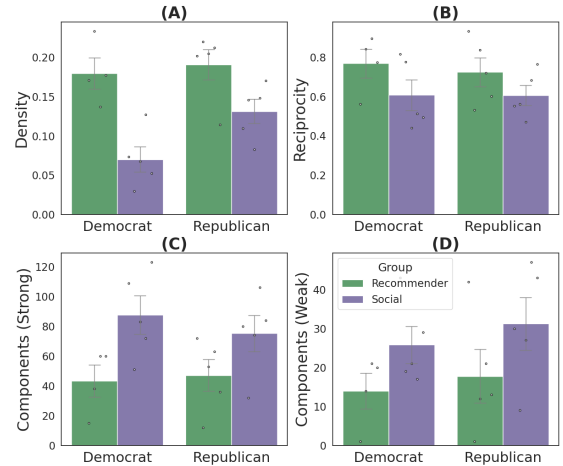 (A)
Density
0.20
0.15
0.10
0.05
0.00
Democrat
Republican
(B)
Reciprocity
0.8
0.6
0.4
0.2
0.0
Democrat
Republican
(C)
Components (Strong)
120
100
80
60
40
20
0
Democrat
Republican
(D)
Components (Weak)
40
30
20
10
0
Group
Recommender
Social
Democrat
Republican